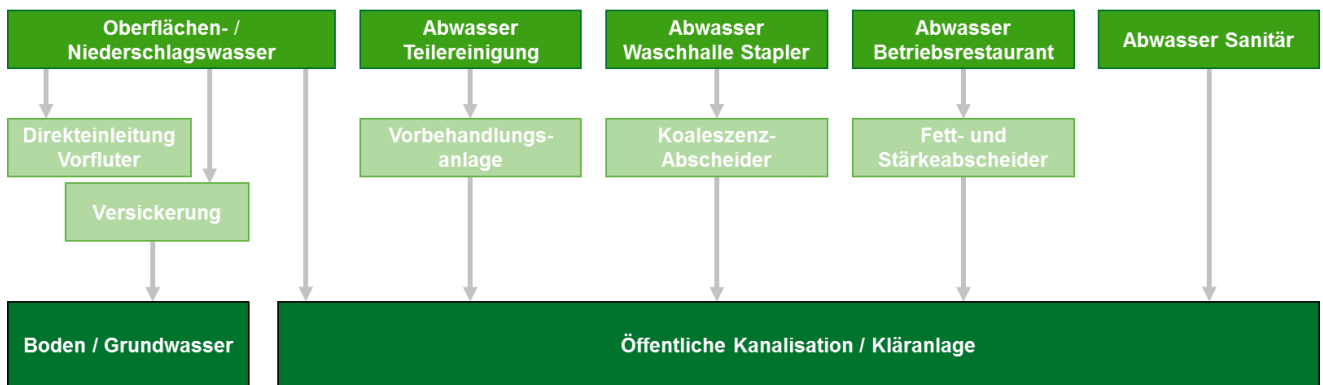 Oberflächen- /
Niederschlagswasser
Abwasser
Teilereinigung
Abwasser
Waschhalle Stapler
Abwasser
Betriebsrestaurant
Abwasser Sanitär
Direkteinleitung
Vorfluter
Vorbehandlungs-
anlage
Koaleszenz-
Abscheider
Fett- und
Stärkeabscheider
Versickerung
Boden / Grundwasser
Öffentliche Kanalisation / Kläranlage